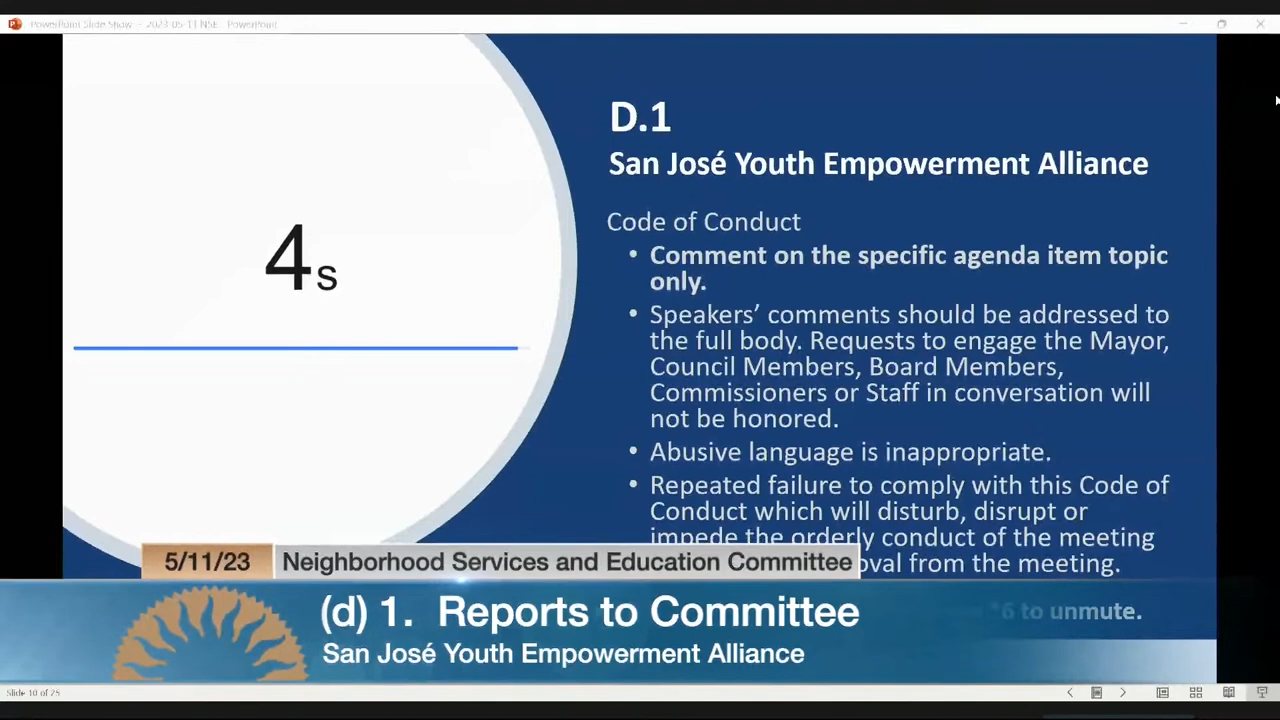 PowerPoint Slide Show - 2023-05-11 NSE - PowerPoint
D.1
San José Youth Empowerment Alliance
4s
Code of Conduct
• Comment on the specific agenda item topic
only.
• Speakers’ comments should be addressed to
the full body. Requests to engage the Mayor,
Council Members, Board Members,
Commissioners or Staff in conversation will
not be honored.
• Abusive language is inappropriate.
• Repeated failure to comply with this Code of
Conduct which will disturb, disrupt or
impede the orderly conduct of the meeting
oval from the meeting.
5/11/23 Neighborhood Services and Education Committee
*6 to unmute.
(d) 1. Reports to Committee
San José Youth Empowerment Alliance
Slide 10 of 25